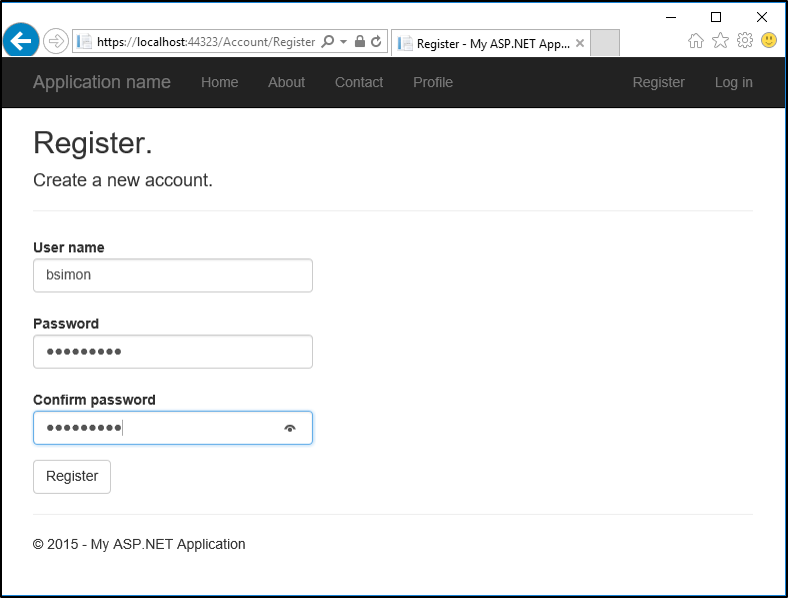 https://localhost:44323/Account/Register
Register - My ASP.NET App...
Application name Home About Contact Profile Register Log in
Register.
Create a new account.
User name
bsimon
Password
●●●●●●●●●
Confirm password
●●●●●●●●●
Register
© 2015 - My ASP.NET Application